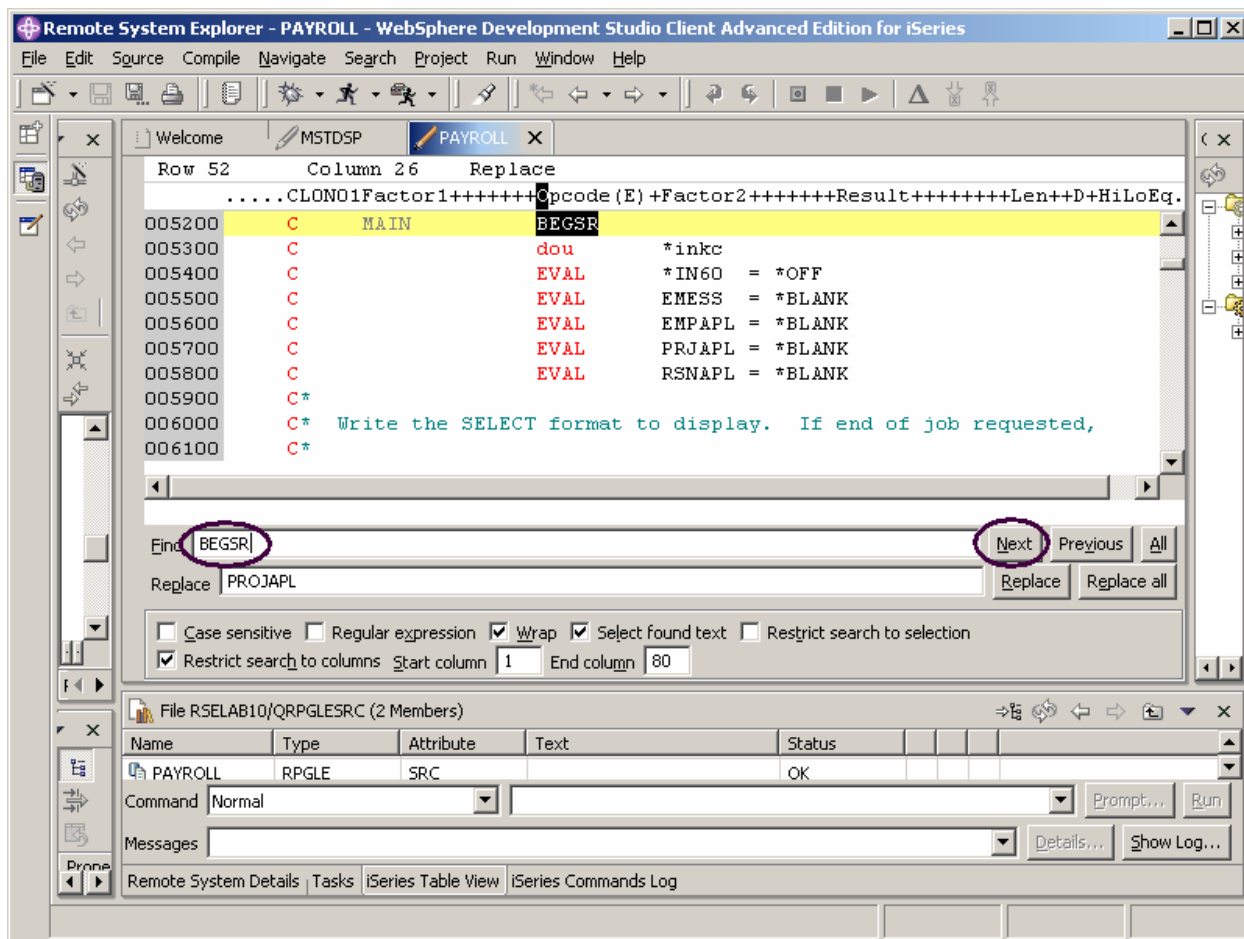 Remote System Explorer - PAYROLL - WebSphere Development Studio Client Advanced Edition for iSeries
File Edit Source Compile Navigate Search Project Run Window Help
Welcome MSTDSP PAYROLL
Row 52 Column 26 Replace
.....CL0N01Factor1+++++++Opcode(E)+Factor2+++++++Result++++++++Len++D+HiLoEq.
005200 C MAIN BEGSR
005300 C dou *inkc
005400 C EVAL *IN60 = *OFF
005500 C EVAL EMESS = *BLANK
005600 C EVAL EMPAPL = *BLANK
005700 C EVAL PRJAPL = *BLANK
005800 C EVAL RSNAPL = *BLANK
005900 C*
006000 C* Write the SELECT format to display. If end of job requested,
006100 C*
Find BEGSR Next Previous All
Replace PROJAPL Replace Replace all
Case sensitive Regular expression Wrap Select found text Restrict search to selection
Restrict search to columns Start column 1 End column 80
File RSELAB10/QRPGLESRC (2 Members)
Name Type Attribute Text Status
PAYROLL RPGLE SRC OK
Command Normal Prompt... Run
Messages Details... Show Log...
Prope
Remote System Details Tasks iSeries Table View iSeries Commands Log